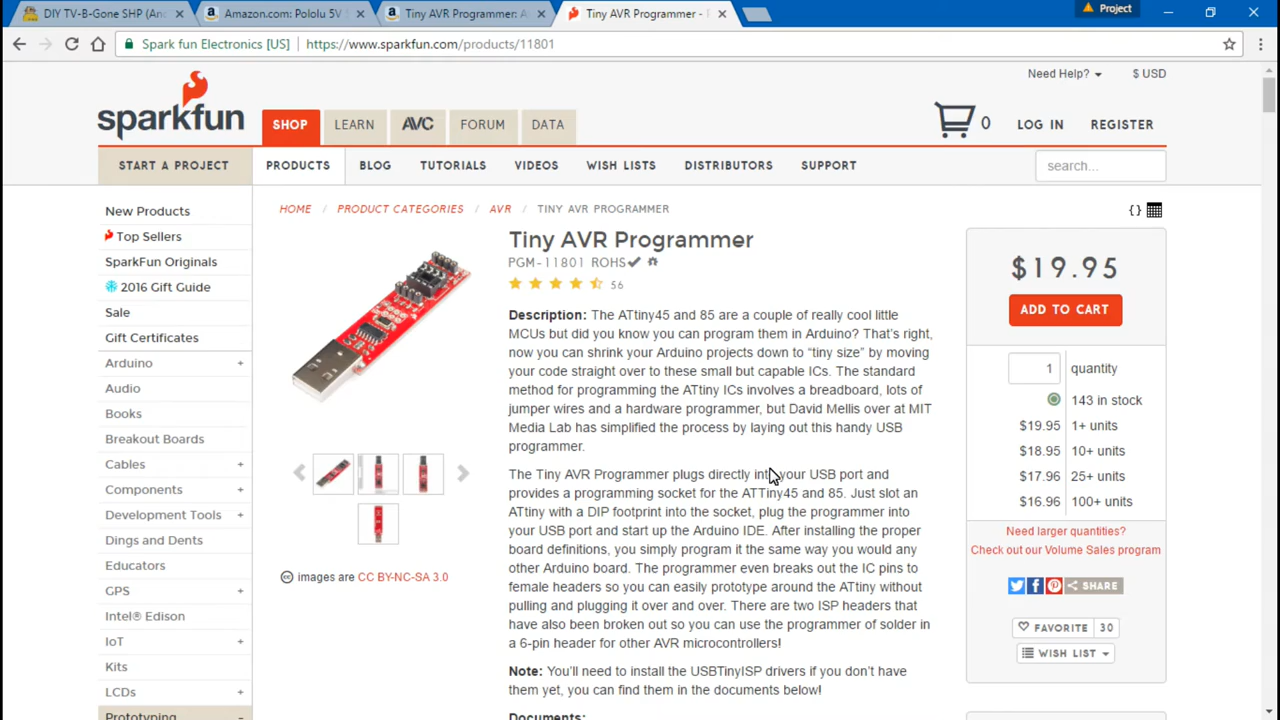 DIY TV-B-Gone SHP (An
Amazon.com: Pololu 5V S
Tiny AVR Programmer: A
Tiny AVR Programmer -
Project
Spark fun Electronics [US]
https://www.sparkfun.com/products/11801
Need Help?
$ USD
sparkfun
SHOP
LEARN
AVC
FORUM
DATA
0
LOG IN
REGISTER
START A PROJECT
PRODUCTS
BLOG
TUTORIALS
VIDEOS
WISH LISTS
DISTRIBUTORS
SUPPORT
search...
New Products
Top Sellers
SparkFun Originals
2016 Gift Guide
Sale
Gift Certificates
Arduino +
Audio
Books
Breakout Boards
Cables +
Components +
Development Tools +
Dings and Dents
Educators
GPS +
Intel® Edison
IoT +
Kits
LCDs +
Prototyping -
HOME / PRODUCT CATEGORIES / AVR / TINY AVR PROGRAMMER
{}
images are CC BY-NC-SA 3.0
Tiny AVR Programmer
PGM-11801 ROHS
56
Description: The ATtiny45 and 85 are a couple of really cool little
MCUs but did you know you can program them in Arduino? That's right,
now you can shrink your Arduino projects down to “tiny size” by moving
your code straight over to these small but capable ICs. The standard
method for programming the ATtiny ICs involves a breadboard, lots of
jumper wires and a hardware programmer, but David Mellis over at MIT
Media Lab has simplified the process by laying out this handy USB
programmer.
The Tiny AVR Programmer plugs directly into your USB port and
provides a programming socket for the ATTiny45 and 85. Just slot an
ATtiny with a DIP footprint into the socket, plug the programmer into
your USB port and start up the Arduino IDE. After installing the proper
board definitions, you simply program it the same way you would any
other Arduino board. The programmer even breaks out the IC pins to
female headers so you can easily prototype around the ATtiny without
pulling and plugging it over and over. There are two ISP headers that
have also been broken out so you can use the programmer of solder in
a 6-pin header for other AVR microcontrollers!
Note: You'll need to install the USBTinyISP drivers if you don't have
them yet, you can find them in the documents below!
Documents:
$19.95
ADD TO CART
1 quantity
143 in stock
$19.95 1+ units
$18.95 10+ units
$17.96 25+ units
$16.96 100+ units
Need larger quantities?
Check out our Volume Sales program
SHARE
FAVORITE 30
WISH LIST